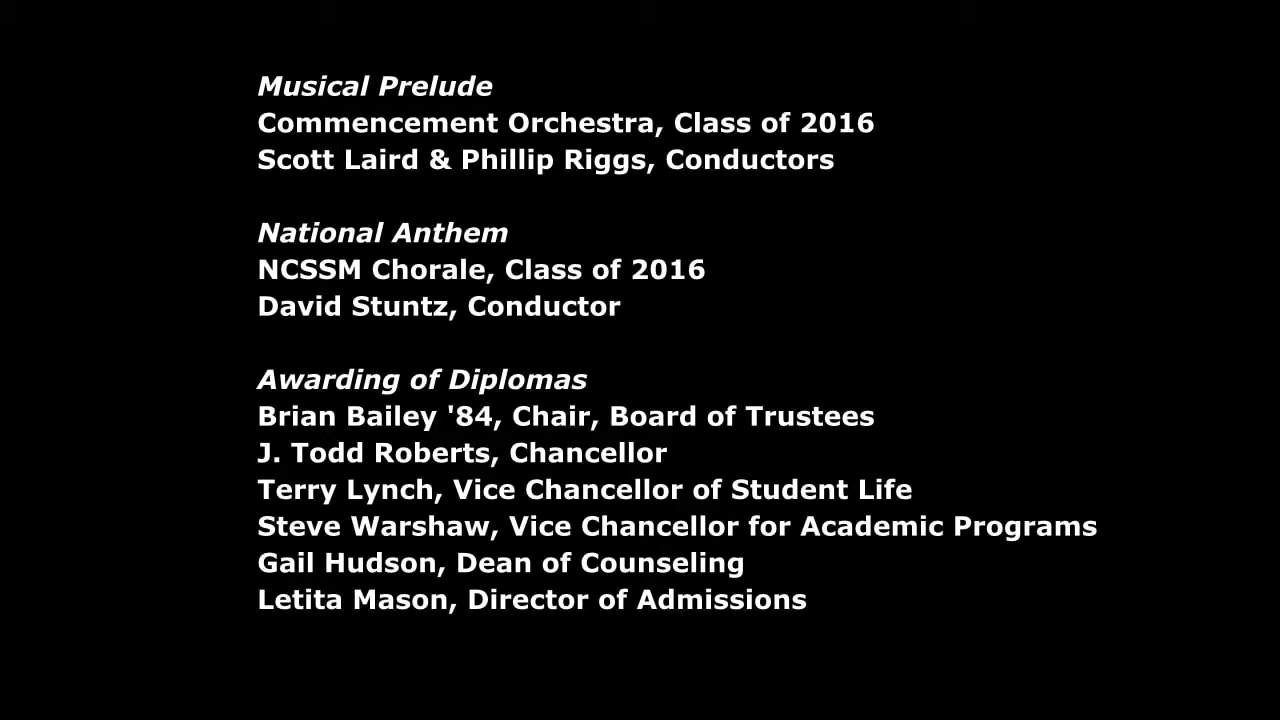 Musical Prelude
Commencement Orchestra, Class of 2016
Scott Laird & Phillip Riggs, Conductors
National Anthem
NCSSM Chorale, Class of 2016
David Stuntz, Conductor
Awarding of Diplomas
Brian Bailey '84, Chair, Board of Trustees
J. Todd Roberts, Chancellor
Terry Lynch, Vice Chancellor of Student Life
Steve Warshaw, Vice Chancellor for Academic Programs
Gail Hudson, Dean of Counseling
Letita Mason, Director of Admissions